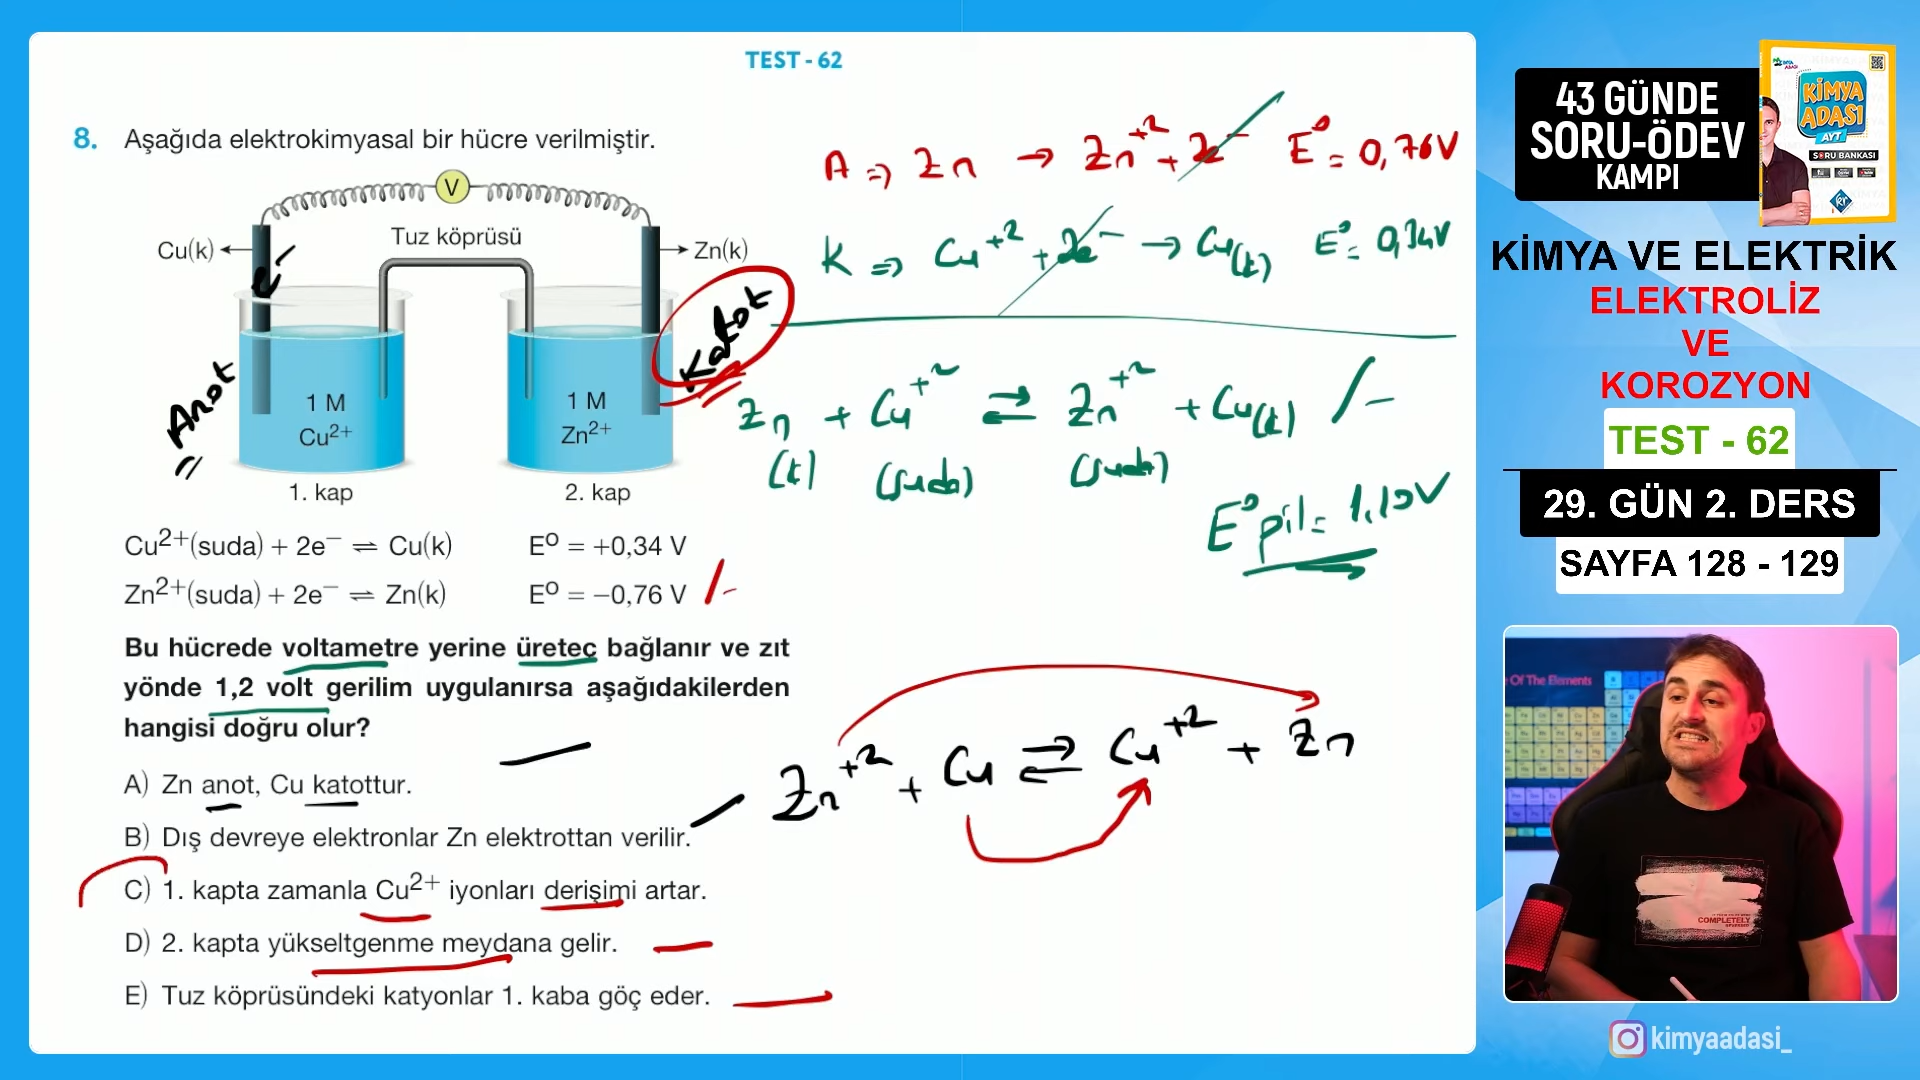 TEST - 62
8. Aşağıda elektrokimyasal bir hücre verilmiştir.
V
Cu(k)
Tuz köprüsü
Zn(k)
e⁻
Anot
Katot
1 M
Cu2+
1 M
Zn2+
1. kap
2. kap
Cu2+(suda) + 2e– ⇌ Cu(k) EO = +0,34 V
Zn2+(suda) + 2e– ⇌ Zn(k) EO = –0,76 V
Bu hücrede voltametre yerine üreteç bağlanır ve zıt
yönde 1,2 volt gerilim uygulanırsa aşağıdakilerden
hangisi doğru olur?
A) Zn anot, Cu katottur.
B) Dış devreye elektronlar Zn elektrottan verilir.
C) 1. kapta zamanla Cu2+ iyonları derişimi artar.
D) 2. kapta yükseltgenme meydana gelir.
E) Tuz köprüsündeki katyonlar 1. kaba göç eder.
A ⇒ Zn → Zn+2 + 2e– E0 = 0,76V
K ⇒ Cu+2 + 2e– → Cu(k) E0 = 0,34V
Zn + Cu+2 ⇌ Zn+2 + Cu(k)
(k) (suda) (suda)
E0pil = 1,10V
Zn+2 + Cu ⇌ Cu+2 + Zn
43 GÜNDE
SORU-ÖDEV
KAMPI
KİMYA
ADASI
AYT
SORU BANKASI
KİMYA VE ELEKTRİK
ELEKTROLİZ
VE
KOROZYON
TEST - 62
29. GÜN 2. DERS
SAYFA 128 - 129
Of The Elements
COMPLETELY
kimyaadasi_